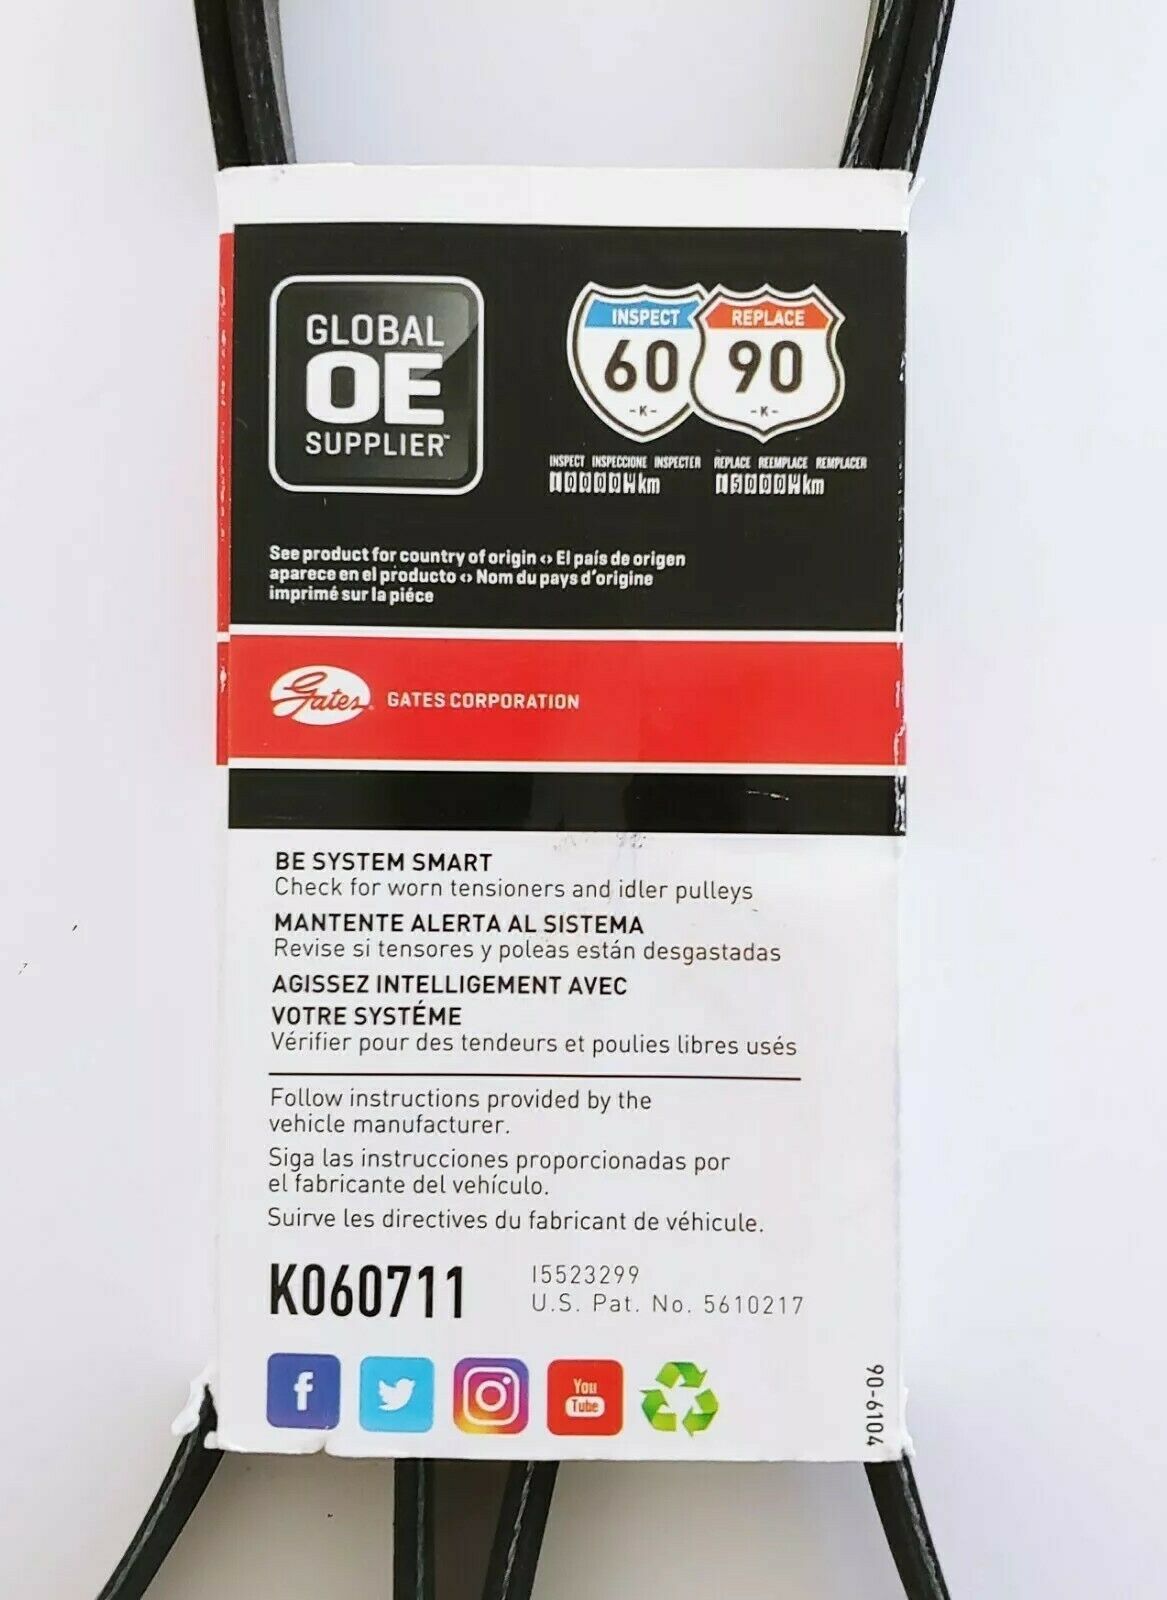 GLOBAL
OE
SUPPLIER™
INSPECT
60
-K-
REPLACE
90
-K-
INSPECT INSPECCIONE INSPECTER
REPLACE REEMPLACE REMPLACER
km
km
See product for country of origin <> El país de origen
aparece en el producto <> Nom du pays d'origine
imprimé sur la piéce
Gates® GATES CORPORATION
BE SYSTEM SMART
Check for worn tensioners and idler pulleys
MANTENTE ALERTA AL SISTEMA
Revise si tensores y poleas están desgastadas
AGISSEZ INTELLIGEMENT AVEC
VOTRE SYSTÉME
Vérifier pour des tendeurs et poulies libres usés
Follow instructions provided by the
vehicle manufacturer.
Siga las instrucciones proporcionadas por
el fabricante del vehículo.
Suirve les directives du fabricant de véhicule.
K060711
I5523299
U.S. Pat. No. 5610217
f
You
Tube
90-6104